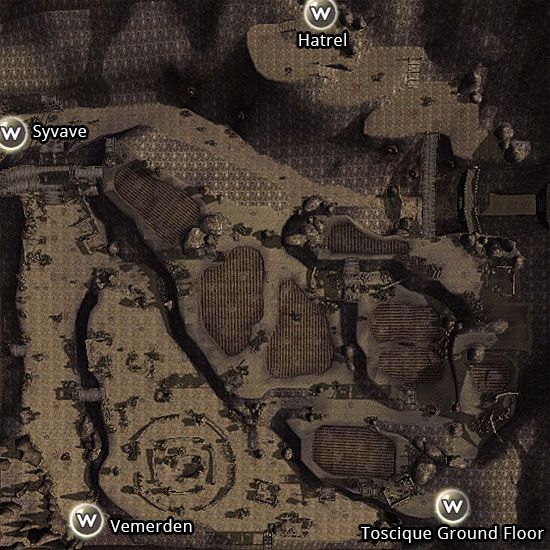 W
Hatrel
W Syvave
W Vemerden
W
Toscique Ground Floor